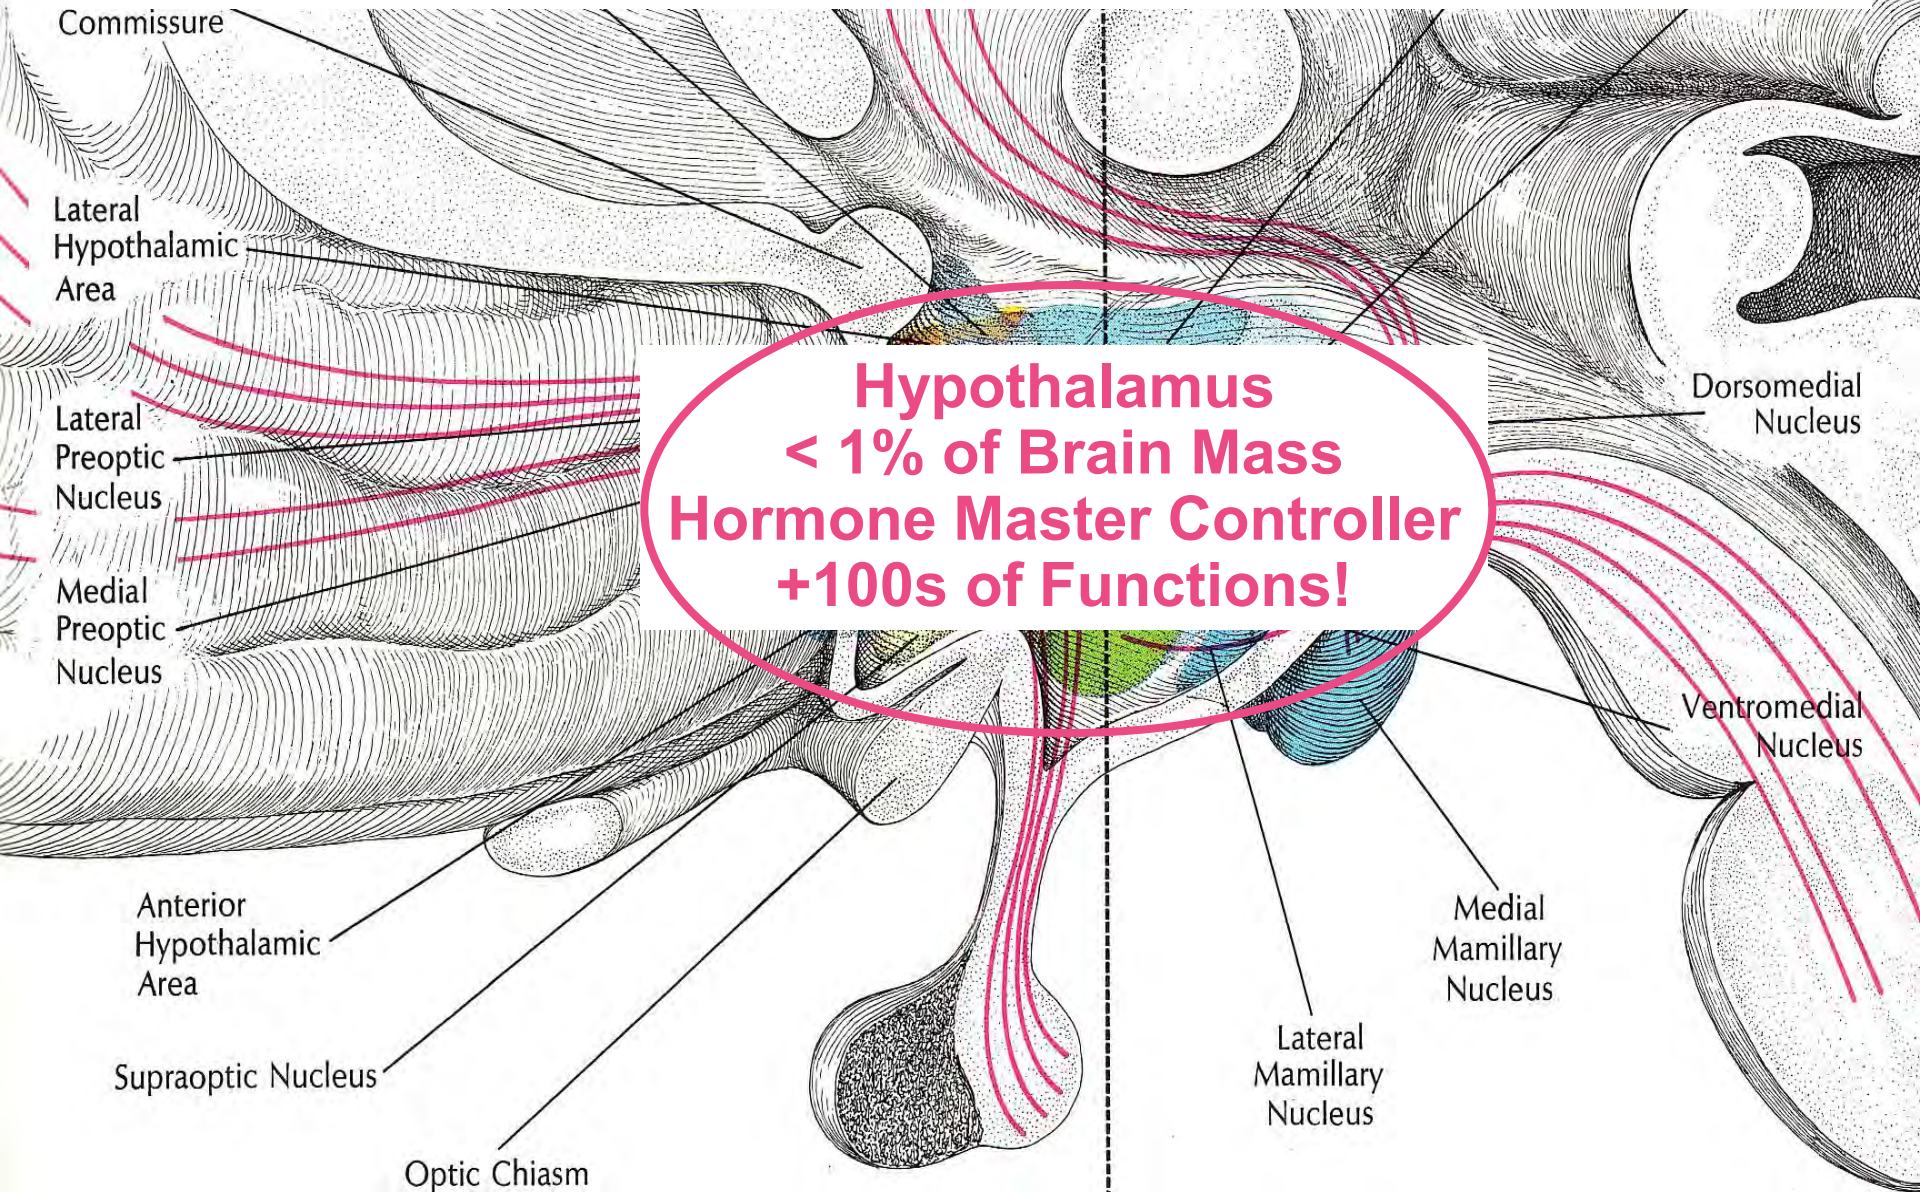 Commissure
Lateral
Hypothalamic
Area
Lateral
Preoptic
Nucleus
Medial
Preoptic
Nucleus
Hypothalamus
< 1% of Brain Mass
Hormone Master Controller
+100s of Functions!
Dorsomedial
Nucleus
Ventromedial
Nucleus
Anterior
Hypothalamic
Area
Supraoptic Nucleus
Optic Chiasm
Medial
Mamillary
Nucleus
Lateral
Mamillary
Nucleus